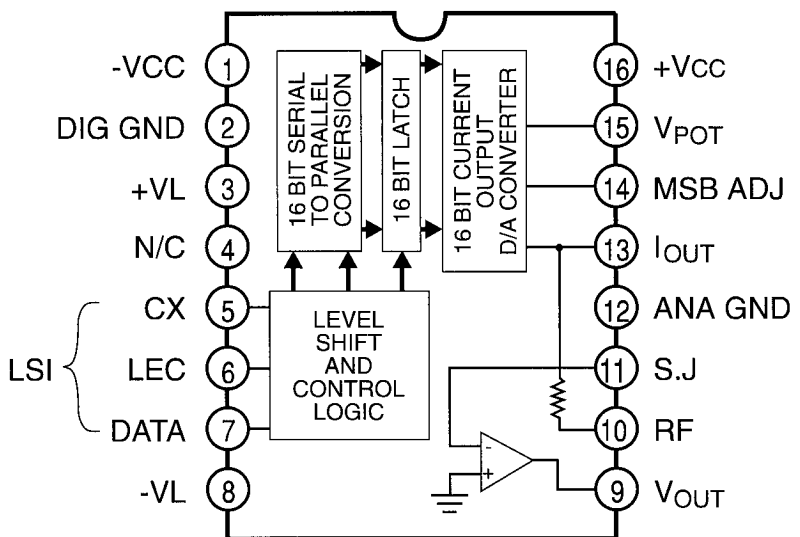 -VCC
1
DIG GND
2
+VL
3
N/C
4
LSI
CX
5
LEC
6
DATA
7
-VL
8
16 BIT SERIAL
TO PARALLEL
CONVERSION
16 BIT LATCH
16 BIT CURRENT
OUTPUT
D/A CONVERTER
LEVEL
SHIFT
AND
CONTROL
LOGIC
-
+
16
+VCC
15
VPOT
14
MSB ADJ
13
IOUT
12
ANA GND
11
S.J
10
RF
9
VOUT